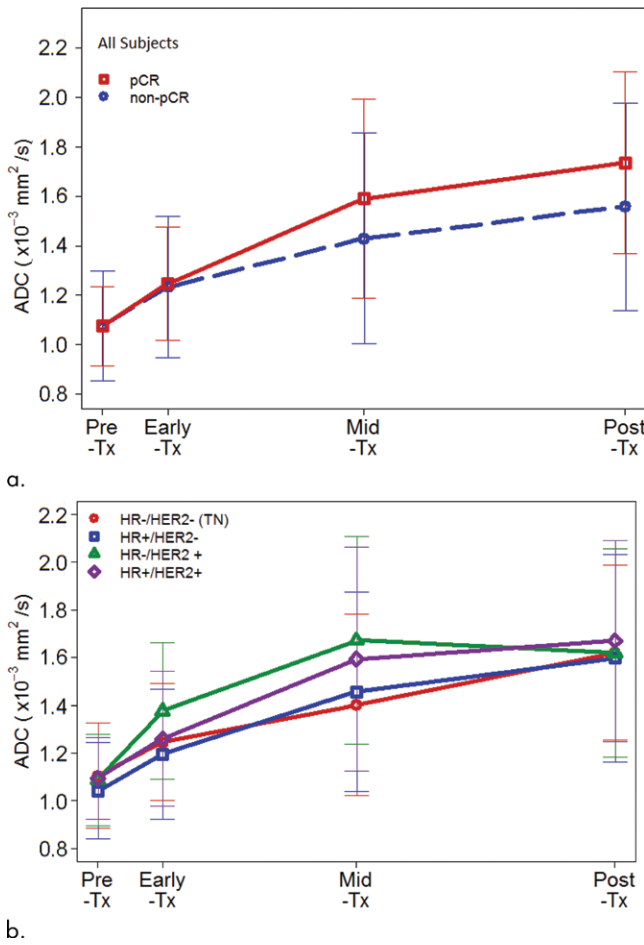 All Subjects
pCR
non-pCR
ADC ( x10⁻³ mm²/s)
2.2
2.0
1.8
1.6
1.4
1.2
1.0
0.8
Pre
-Tx
Early
-Tx
Mid
-Tx
Post
-Tx
a.
HR-/HER2- (TN)
HR+/HER2-
HR-/HER2 +
HR+/HER2+
ADC ( x10⁻³ mm²/s)
2.2
2.0
1.8
1.6
1.4
1.2
1.0
0.8
Pre
-Tx
Early
-Tx
Mid
-Tx
Post
-Tx
b.